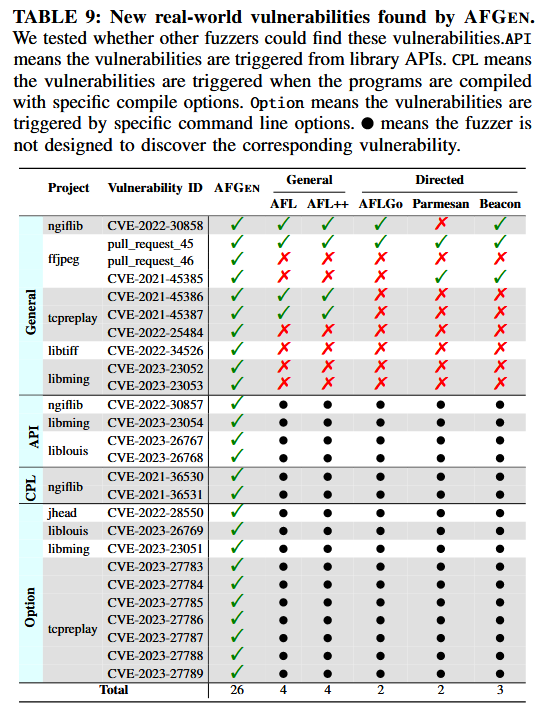 TABLE 9: New real-world vulnerabilities found by AFGEN.
We tested whether other fuzzers could find these vulnerabilities.API
means the vulnerabilities are triggered from library APIs. CPL means
the vulnerabilities are triggered when the programs are compiled
with specific compile options. Option means the vulnerabilities are
triggered by specific command line options. ● means the fuzzer is
not designed to discover the corresponding vulnerability.
Project Vulnerability ID AFGEN General Directed
AFL AFL++ AFLGo Parmesan Beacon
General
ngiflib CVE-2022-30858 ✓ ✓ ✓ ✓ ✗ ✓
ffjpeg pull_request_45 ✓ ✓ ✓ ✓ ✓ ✓
pull_request_46 ✓ ✗ ✗ ✗ ✗ ✗
CVE-2021-45385 ✓ ✗ ✗ ✗ ✓ ✓
tcpreplay CVE-2021-45386 ✓ ✓ ✓ ✗ ✗ ✗
CVE-2021-45387 ✓ ✓ ✓ ✗ ✗ ✗
CVE-2022-25484 ✓ ✗ ✗ ✗ ✗ ✗
libtiff CVE-2022-34526 ✓ ✗ ✗ ✗ ✗ ✗
libming CVE-2023-23052 ✓ ✗ ✗ ✗ ✗ ✗
CVE-2023-23053 ✓ ✗ ✗ ✗ ✗ ✗
API
ngiflib CVE-2022-30857 ✓ ● ● ● ● ●
libming CVE-2023-23054 ✓ ● ● ● ● ●
liblouis CVE-2023-26767 ✓ ● ● ● ● ●
CVE-2023-26768 ✓ ● ● ● ● ●
CPL
ngiflib CVE-2021-36530 ✓ ● ● ● ● ●
CVE-2021-36531 ✓ ● ● ● ● ●
Option
jhead CVE-2022-28550 ✓ ● ● ● ● ●
liblouis CVE-2023-26769 ✓ ● ● ● ● ●
libming CVE-2023-23051 ✓ ● ● ● ● ●
tcpreplay CVE-2023-27783 ✓ ● ● ● ● ●
CVE-2023-27784 ✓ ● ● ● ● ●
CVE-2023-27785 ✓ ● ● ● ● ●
CVE-2023-27786 ✓ ● ● ● ● ●
CVE-2023-27787 ✓ ● ● ● ● ●
CVE-2023-27788 ✓ ● ● ● ● ●
CVE-2023-27789 ✓ ● ● ● ● ●
Total 26 4 4 2 2 3